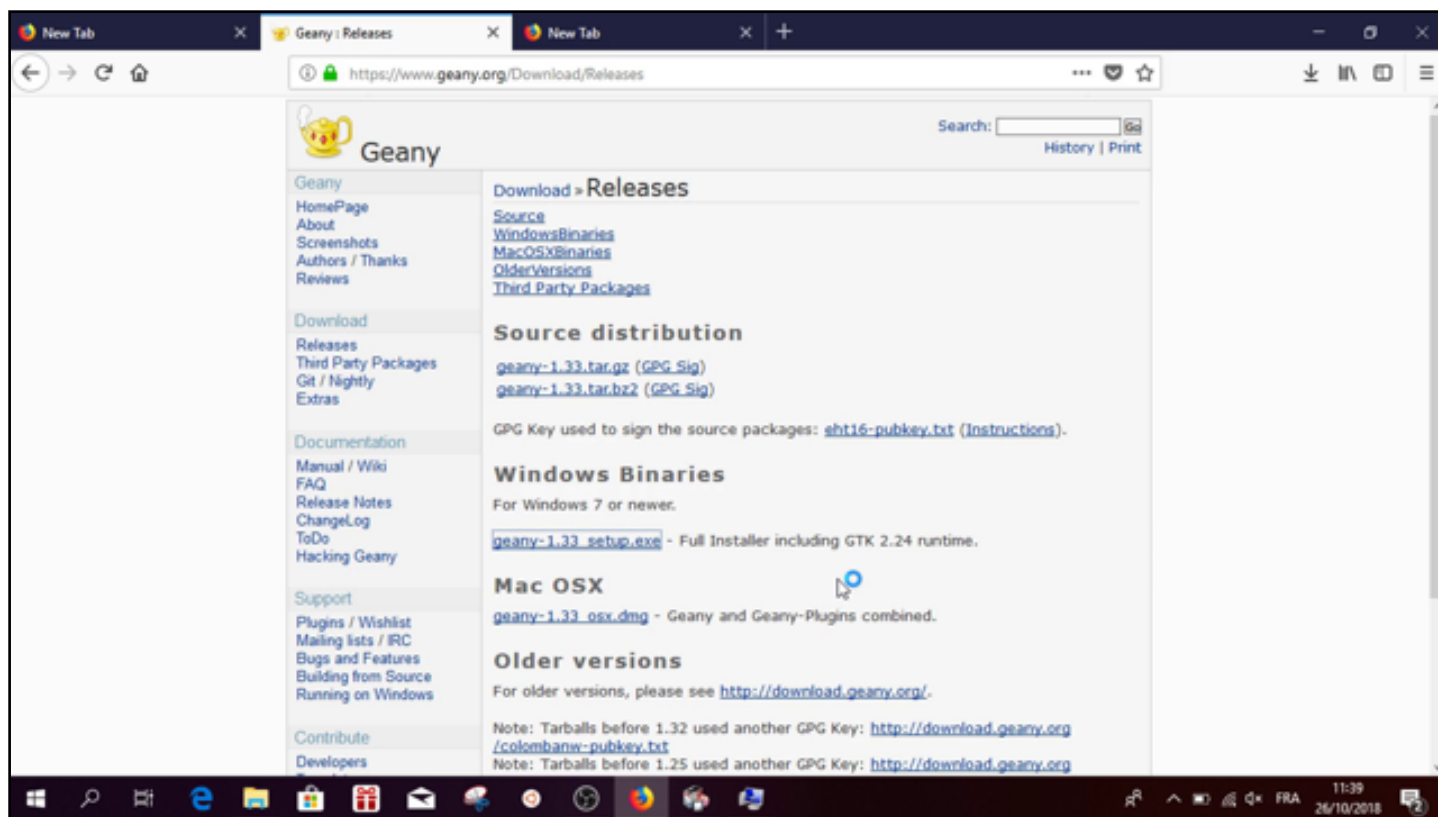 New Tab
Geany : Releases
New Tab
https://www.geany.org/Download/Releases
Geany
Search:
Go
History | Print
Geany
HomePage
About
Screenshots
Authors / Thanks
Reviews
Download
Releases
Third Party Packages
Git / Nightly
Extras
Documentation
Manual / Wiki
FAQ
Release Notes
ChangeLog
ToDo
Hacking Geany
Support
Plugins / Wishlist
Mailing lists / IRC
Bugs and Features
Building from Source
Running on Windows
Contribute
Developers
Download » Releases
Source
WindowsBinaries
MacOSXBinaries
OlderVersions
Third Party Packages
Source distribution
geany-1.33.tar.gz (GPG Sig)
geany-1.33.tar.bz2 (GPG Sig)
GPG Key used to sign the source packages: eht16-pubkey.txt (Instructions).
Windows Binaries
For Windows 7 or newer.
geany-1.33_setup.exe - Full Installer including GTK 2.24 runtime.
Mac OSX
geany-1.33_osx.dmg - Geany and Geany-Plugins combined.
Older versions
For older versions, please see http://download.geany.org/.
Note: Tarballs before 1.32 used another GPG Key: http://download.geany.org
/colombanw-pubkey.txt
Note: Tarballs before 1.25 used another GPG Key: http://download.geany.org
FRA
11:39
26/10/2018
2